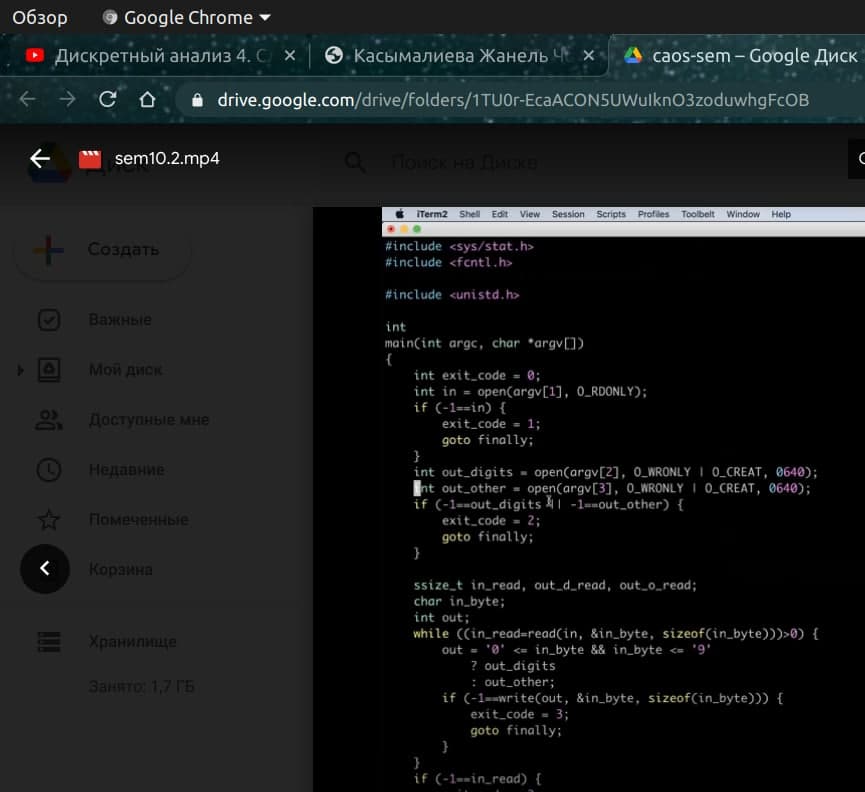 Обзор Google Chrome
Дискретный анализ 4. С × Касымалиева Жанель Ч × caos-sem – Google Диск
drive.google.com/drive/folders/1TU0r-EcaACON5UWuIknO3zoduwhgFcOB
sem10.2.mp4
Диск
Поиск на Диске
Создать
Важные
Мой диск
Доступные мне
Недавние
Помеченные
Корзина
Хранилище
Занято: 1,7 ГБ
iTerm2 Shell Edit View Session Scripts Profiles Toolbelt Window Help
#include <sys/stat.h>
#include <fcntl.h>
#include <unistd.h>
int
main(int argc, char *argv[])
{
int exit_code = 0;
int in = open(argv[1], O_RDONLY);
if (-1==in) {
exit_code = 1;
goto finally;
}
int out_digits = open(argv[2], O_WRONLY | O_CREAT, 0640);
int out_other = open(argv[3], O_WRONLY | O_CREAT, 0640);
if (-1==out_digits || -1==out_other) {
exit_code = 2;
goto finally;
}
ssize_t in_read, out_d_read, out_o_read;
char in_byte;
int out;
while ((in_read=read(in, &in_byte, sizeof(in_byte)))>0) {
out = '0' <= in_byte && in_byte <= '9'
? out_digits
: out_other;
if (-1==write(out, &in_byte, sizeof(in_byte))) {
exit_code = 3;
goto finally;
}
}
if (-1==in_read) {